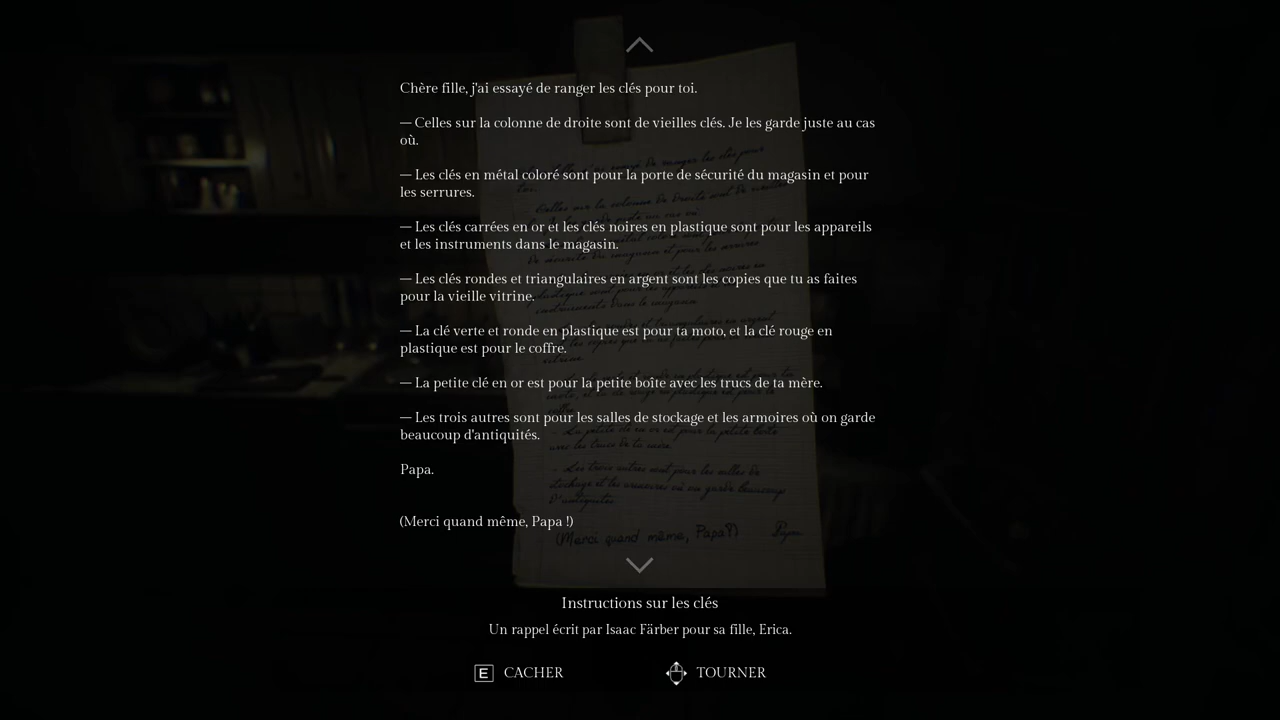 Chère fille, j'ai essayé de ranger les clés pour toi.
— Celles sur la colonne de droite sont de vieilles clés. Je les garde juste au cas
où.
— Les clés en métal coloré sont pour la porte de sécurité du magasin et pour
les serrures.
— Les clés carrées en or et les clés noires en plastique sont pour les appareils
et les instruments dans le magasin.
— Les clés rondes et triangulaires en argent sont les copies que tu as faites
pour la vieille vitrine.
— La clé verte et ronde en plastique est pour ta moto, et la clé rouge en
plastique est pour le coffre.
— La petite clé en or est pour la petite boîte avec les trucs de ta mère.
— Les trois autres sont pour les salles de stockage et les armoires où on garde
beaucoup d'antiquités.
Papa.
(Merci quand même, Papa !)
(Merci quand même, Papa !) Papa
Instructions sur les clés
Un rappel écrit par Isaac Färber pour sa fille, Erica.
E CACHER
TOURNER